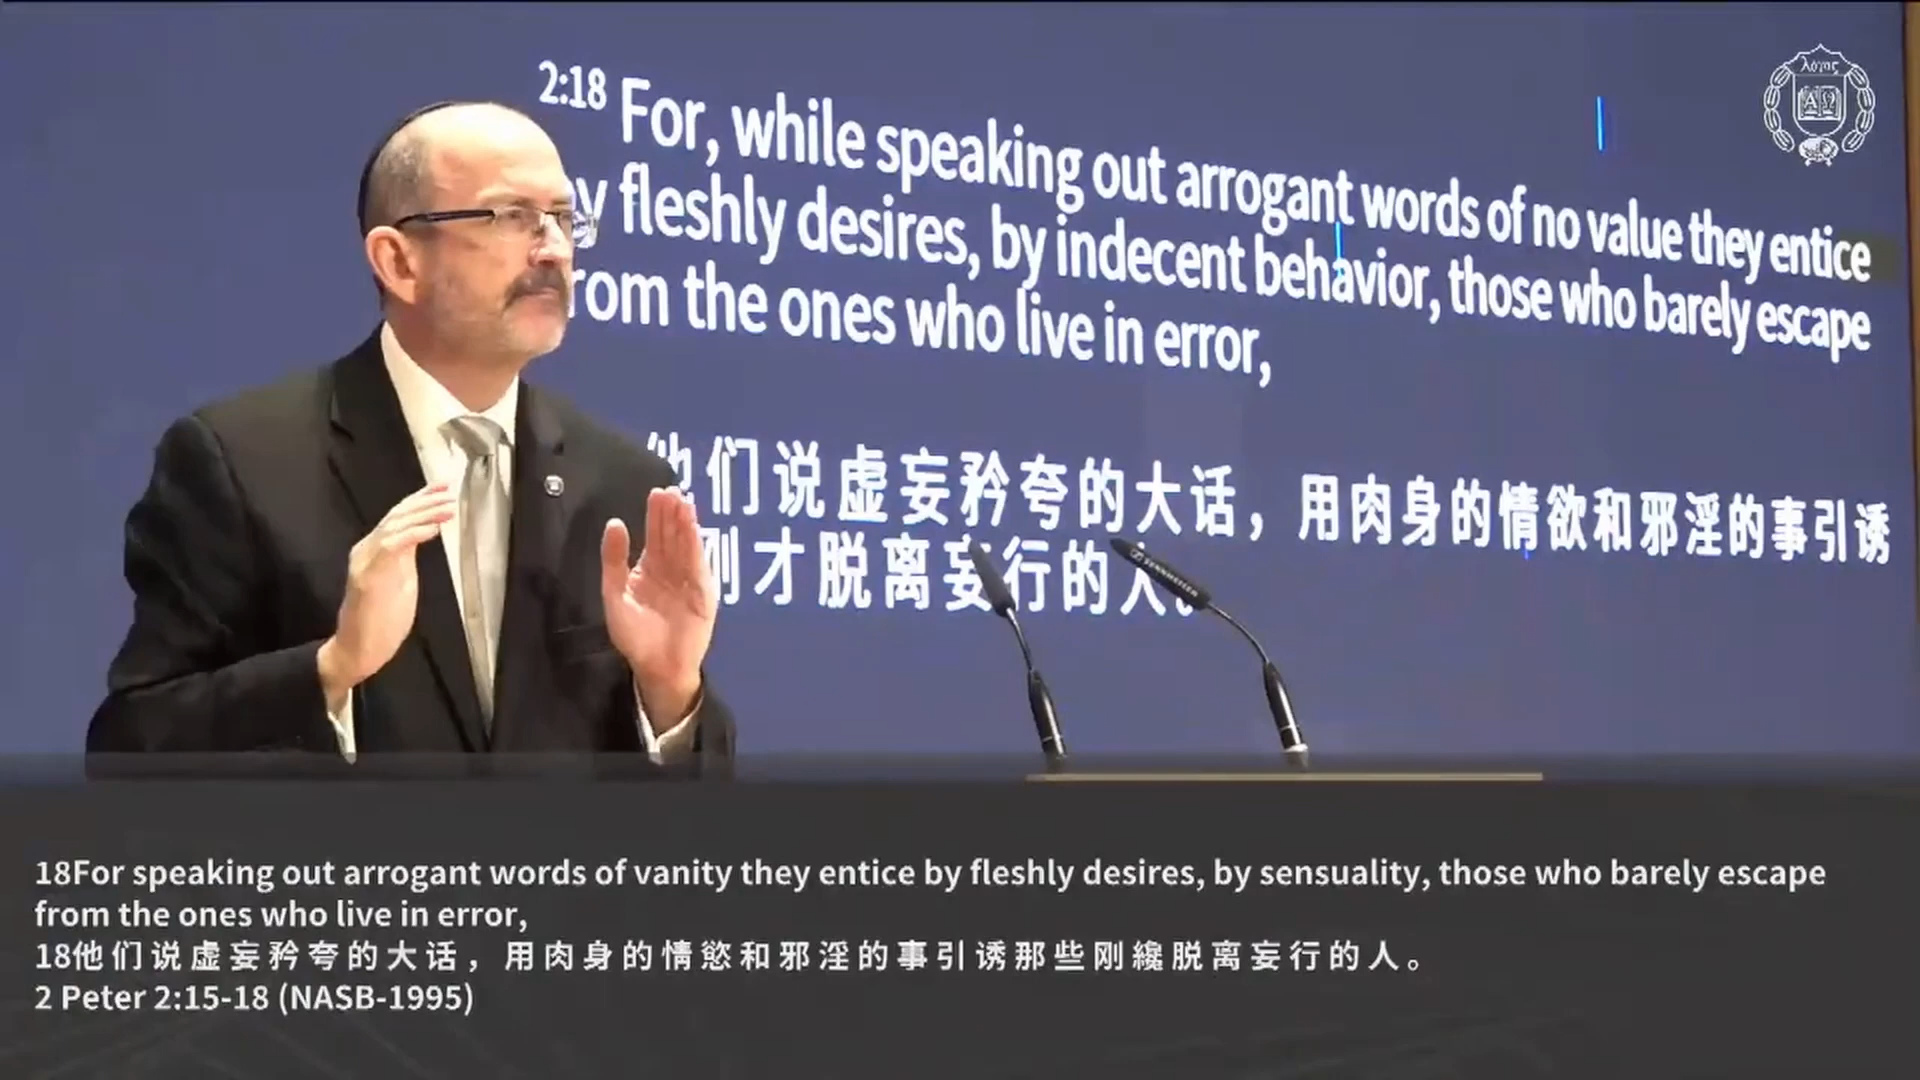 2:18 For, while speaking out arrogant words of no value they entice
by fleshly desires, by indecent behavior, those who barely escape
from the ones who live in error,
他们说虚妄矜夸的大话，用肉身的情欲和邪淫的事引诱
刚才脱离妄行的人。
λόγος
Α Ω
SENNHEISER
18For speaking out arrogant words of vanity they entice by fleshly desires, by sensuality, those who barely escape
from the ones who live in error,
18他们说虚妄矜夸的大话，用肉身的情慾和邪淫的事引诱那些刚纔脱离妄行的人。
2 Peter 2:15-18 (NASB-1995)